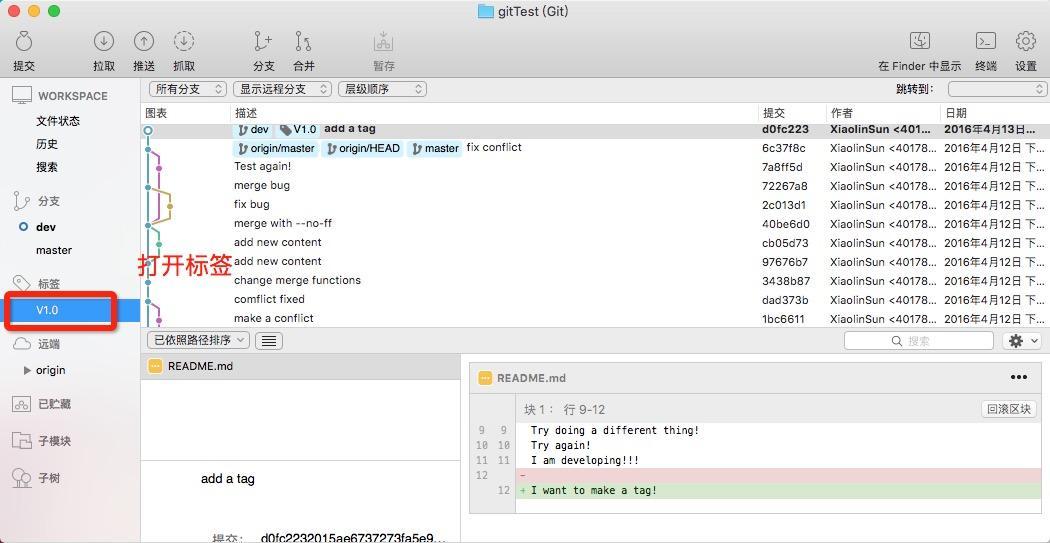 gitTest (Git)
提交 拉取 推送 抓取 分支 合并 暂存 在 Finder 中显示 终端 设置
WORKSPACE
文件状态
历史
搜索
分支
dev
master
标签
V1.0
远端
origin
已贮藏
子模块
子树
所有分支 显示远程分支 层级顺序 跳转到：
图表 描述 提交 作者 日期
dev V1.0 add a tag d0fc223 XiaolinSun <401... 2016年4月13日...
origin/master origin/HEAD master fix conflict 6c37f8c XiaolinSun <40178... 2016年4月12日 下...
Test again! 7a8ff5d XiaolinSun <40178... 2016年4月12日 下...
merge bug 72267a8 XiaolinSun <40178... 2016年4月12日 下...
fix bug 2c013d1 XiaolinSun <40178... 2016年4月12日 下...
merge with --no-ff 40be6d0 XiaolinSun <40178... 2016年4月12日 下...
add new content cb05d73 XiaolinSun <40178... 2016年4月12日 下...
打开标签
add new content 97676b7 XiaolinSun <40178... 2016年4月12日 下...
change merge functions 3438b87 XiaolinSun <40178... 2016年4月12日 下...
comflict fixed dad373b XiaolinSun <40178... 2016年4月12日 下...
make a conflict 1bc6611 XiaolinSun <40178... 2016年4月12日 下...
已依照路径排序 搜索
README.md
add a tag
提交： d0fc2232015ae6737273fa5e9...
README.md
块 1： 行 9-12 回滚区块
9 9 Try doing a different thing!
10 10 Try again!
11 11 I am developing!!!
12 -
12 + I want to make a tag!